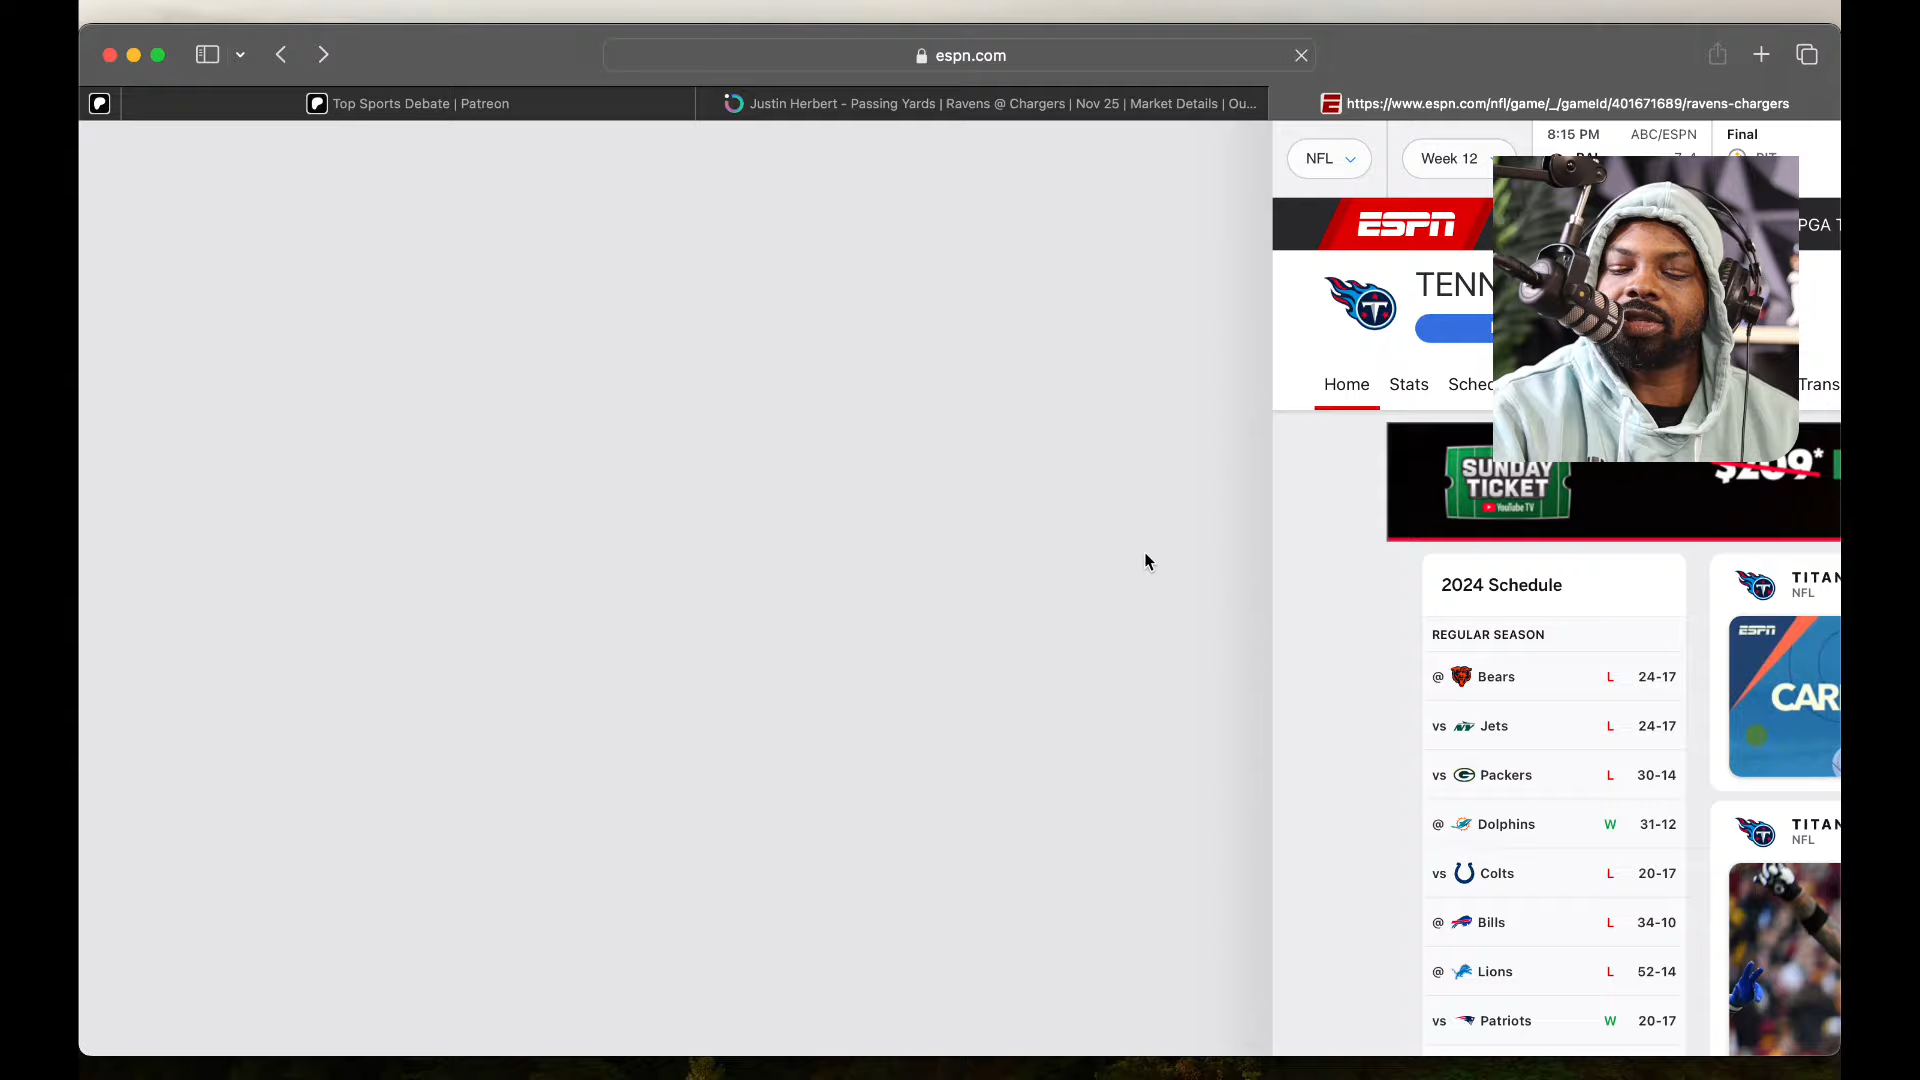 espn.com
Top Sports Debate | Patreon
Justin Herbert - Passing Yards | Ravens @ Chargers | Nov 25 | Market Details | Ou...
https://www.espn.com/nfl/game/_/gameId/401671689/ravens-chargers
NFL
Week 12
8:15 PM ABC/ESPN
Final
ESPN
PGA T
TENN
Home Stats Sched
Trans
SUNDAY
TICKET
YouTube TV
$209*
2024 Schedule
REGULAR SEASON
@ Bears L 24-17
vs Jets L 24-17
vs Packers L 30-14
@ Dolphins W 31-12
vs Colts L 20-17
@ Bills L 34-10
@ Lions L 52-14
vs Patriots W 20-17
TITAN
NFL
ESPN
CAR
TITAN
NFL